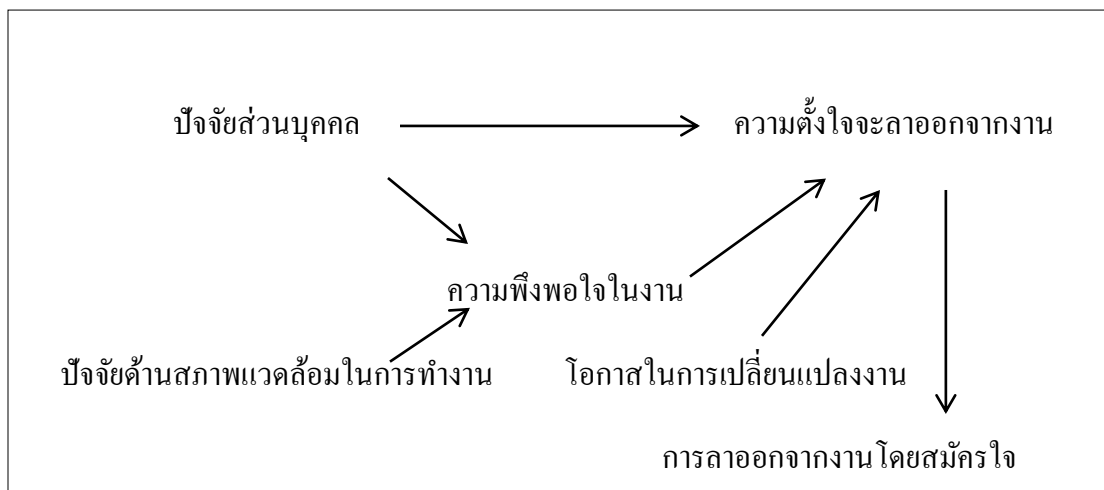 ปัจจัยส่วนบุคคล
ความตั้งใจจะลาออกจากงาน
ความพึงพอใจในงาน
ปัจจัยด้านสภาพแวดล้อมในการทำงาน
โอกาสในการเปลี่ยนแปลงงาน
การลาออกจากงานโดยสมัครใจ